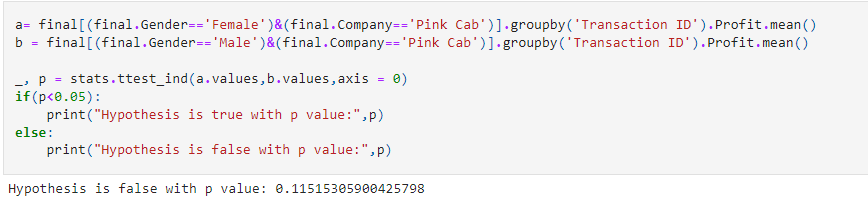 a= final[(final.Gender=='Female')&(final.Company=='Pink Cab')].groupby('Transaction ID').Profit.mean()
b = final[(final.Gender=='Male')&(final.Company=='Pink Cab')].groupby('Transaction ID').Profit.mean()
_, p = stats.ttest_ind(a.values,b.values,axis = 0)
if(p<0.05):
    print("Hypothesis is true with p value:",p)
else:
    print("Hypothesis is false with p value:",p)
Hypothesis is false with p value: 0.11515305900425798